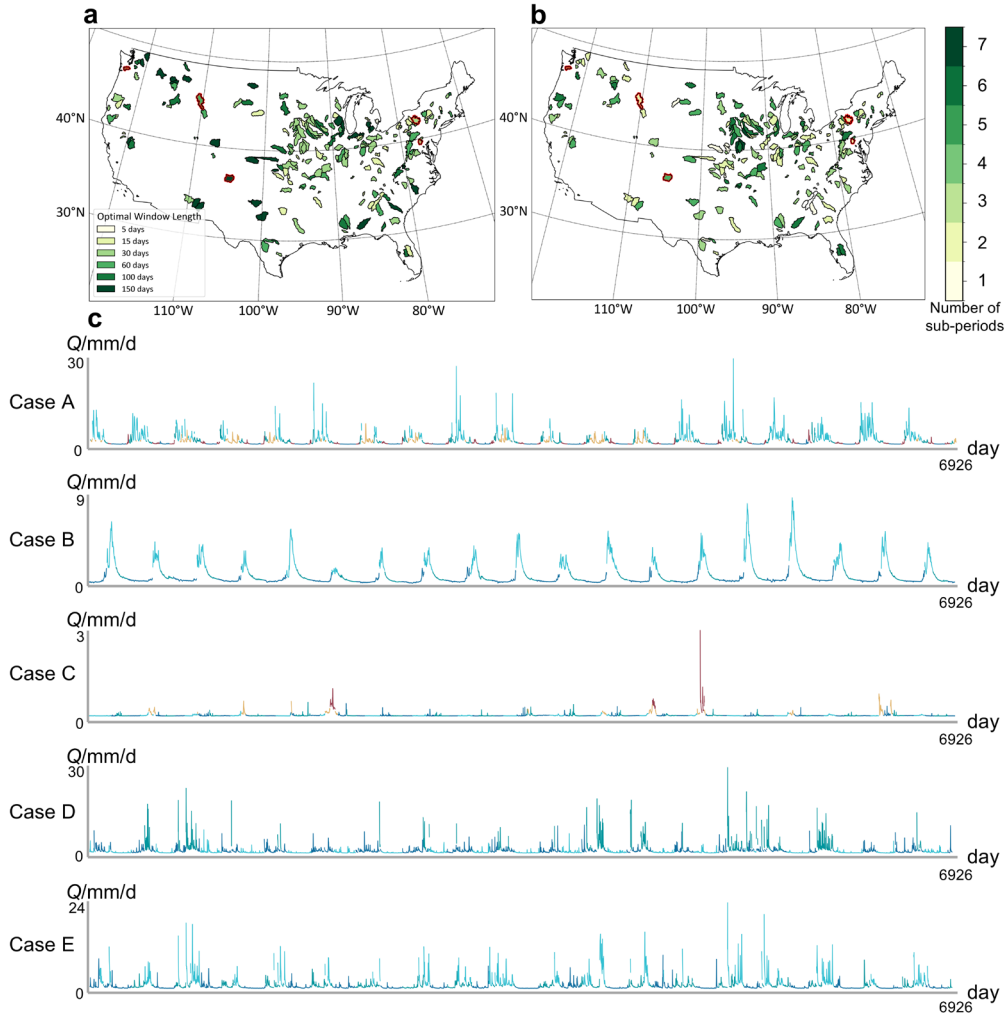 a
b
40°N
30°N
Optimal Window Length
5 days
15 days
30 days
60 days
100 days
150 days
110°W
100°W
90°W
80°W
40°N
30°N
110°W
100°W
90°W
80°W
7
6
5
4
3
2
1
Number of
sub-periods
c
Q/mm/d
30
Case A
0
day
6926
Q/mm/d
9
Case B
0
day
6926
Q/mm/d
3
Case C
0
day
6926
Q/mm/d
30
Case D
0
day
6926
Q/mm/d
24
Case E
0
day
6926